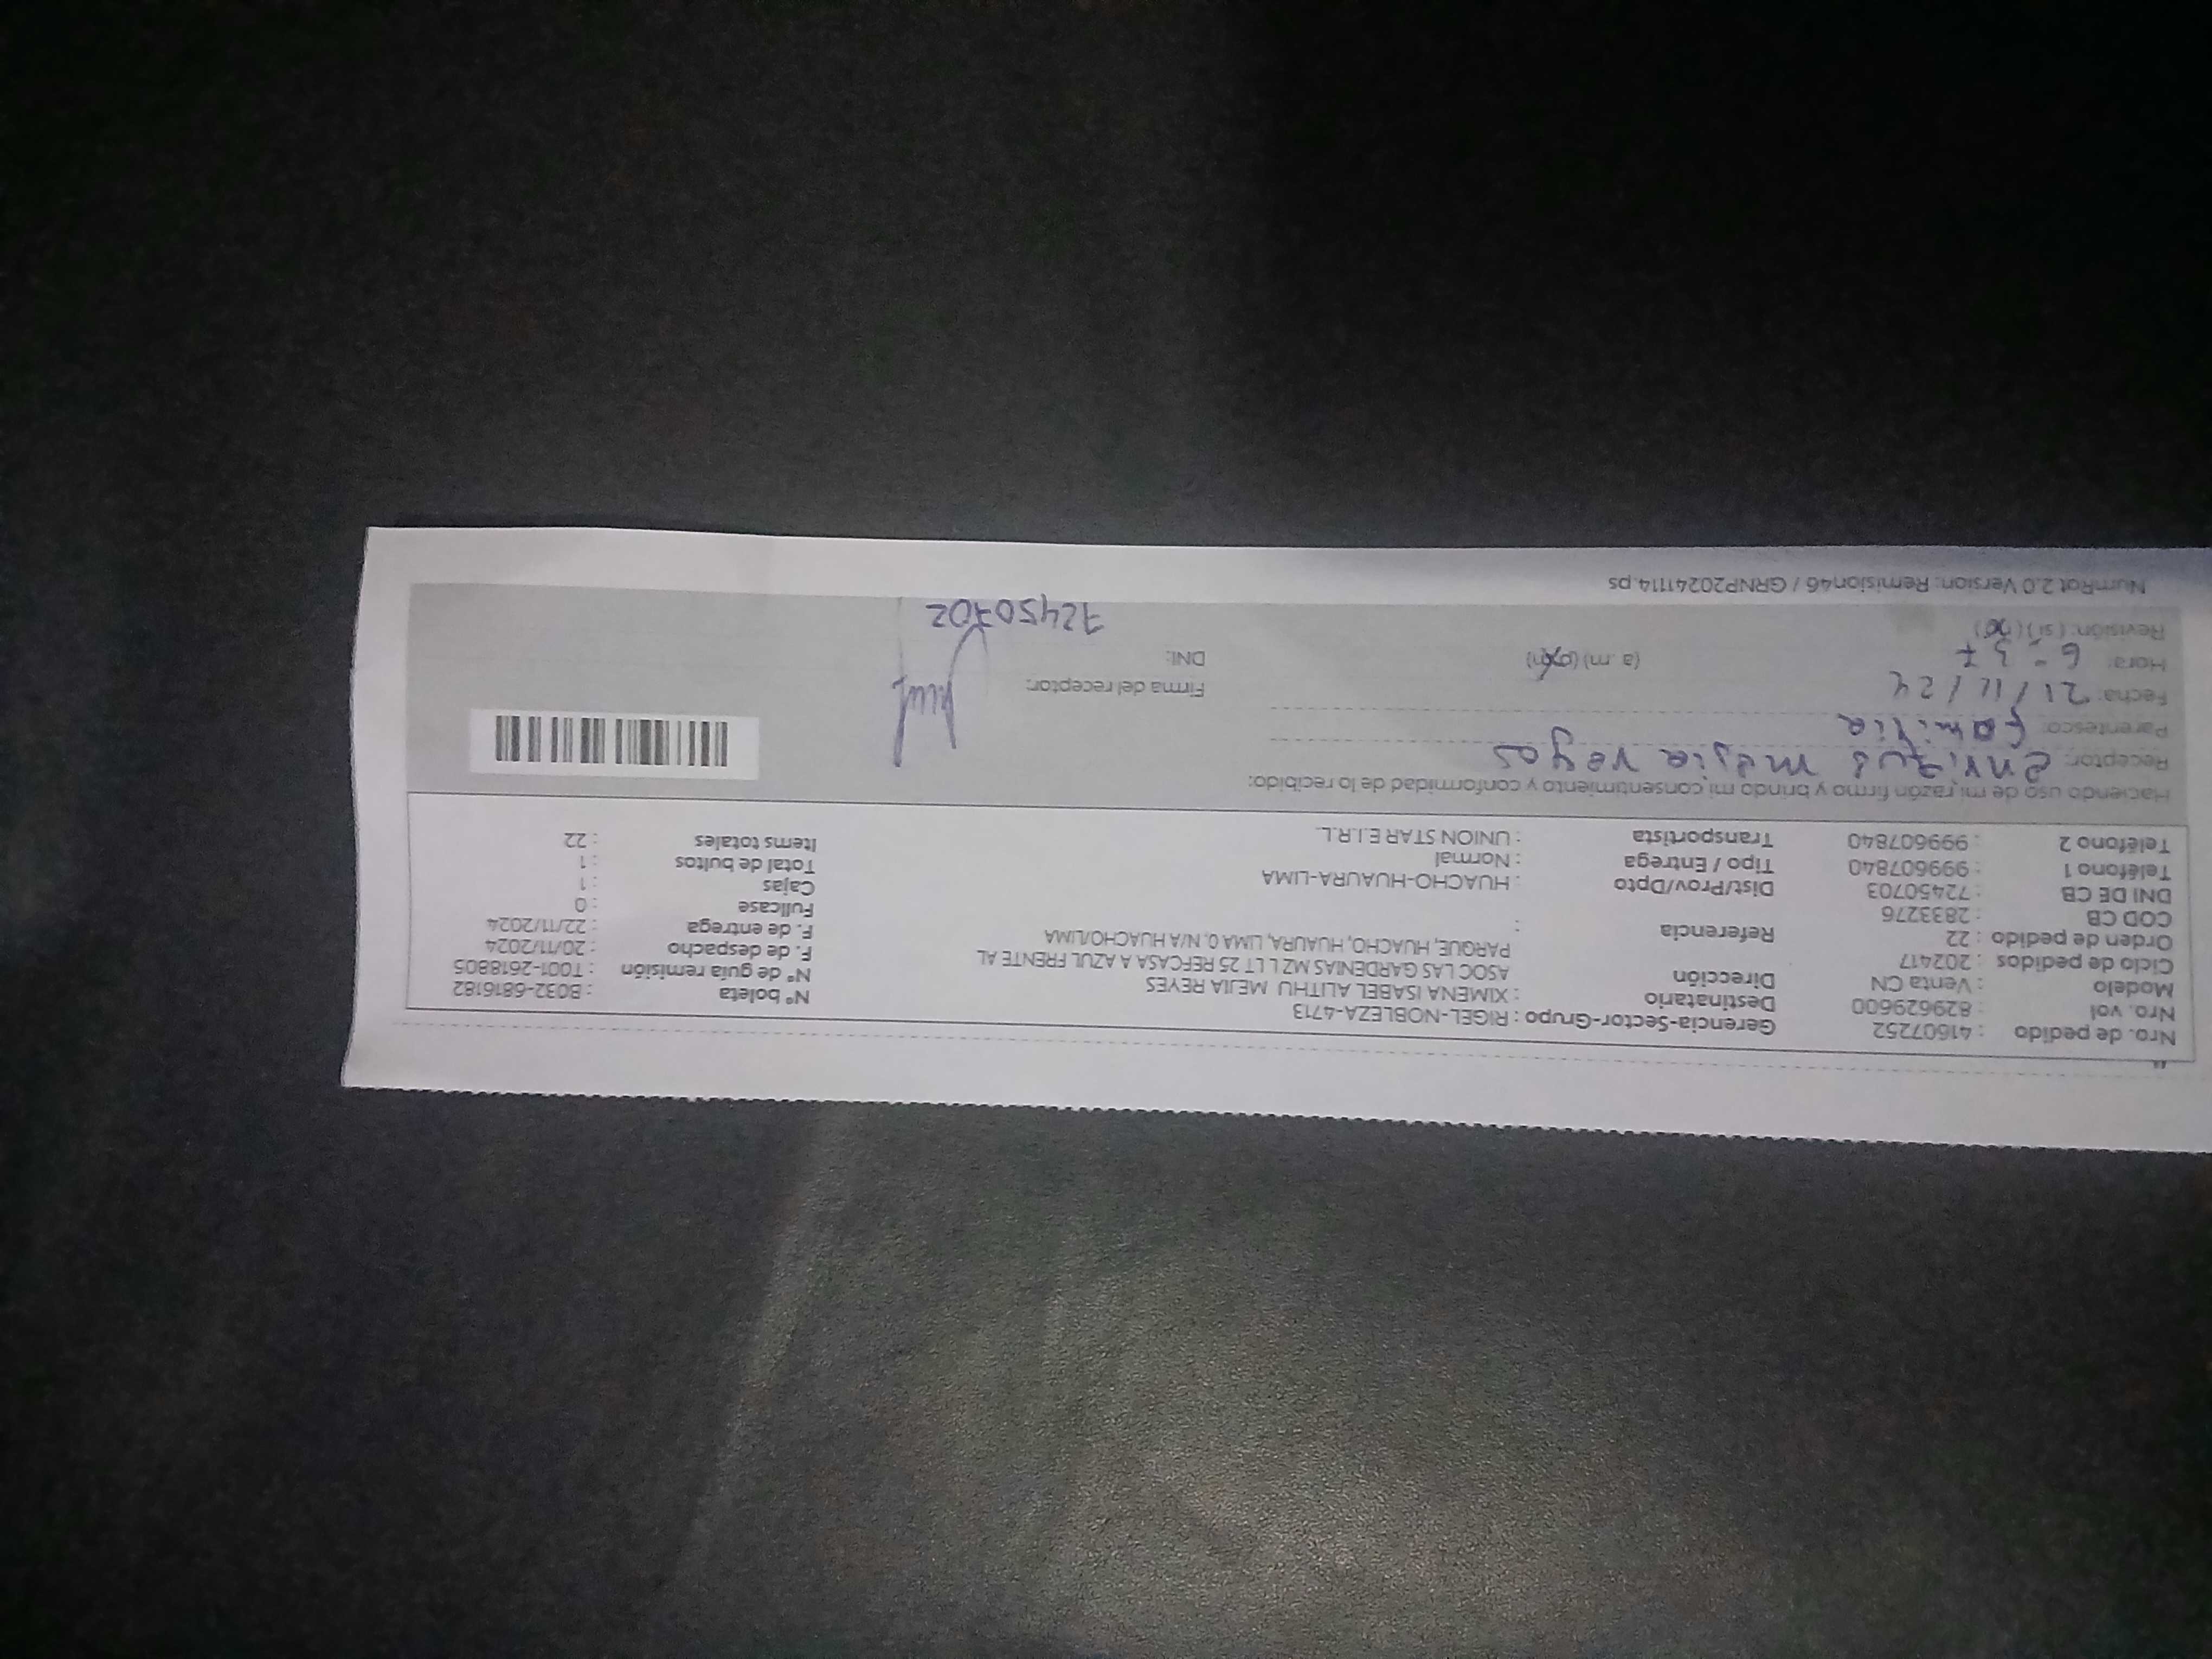 Nro. de pedido : 41607252 Gerencia-Sector-Grupo : RIGEL-NOBLEZA-4713 Nº boleta : B032-6816182
Nro. vol : 829629600 Destinatario : XIMENA ISABEL ALITHU MEJIA REYES Nº de guía remisión : T001-2618805
Modelo : Venta CN Dirección ASOC LAS GARDENIAS MZ L LT 25 REFCASA A AZUL FRENTE AL F. de despacho : 20/11/2024
Ciclo de pedidos : 202417 PARQUE, HUACHO, HUAURA, LIMA 0, N/A HUACHO/LIMA F. de entrega : 22/11/2024
Orden de pedido : 22 Referencia : Fullcase : 0
COD CB : 2833276 Dist/Prov/Dpto : HUACHO-HUAURA-LIMA Cajas : 1
DNI DE CB : 72450703 Tipo / Entrega : Normal Total de bultos : 1
Teléfono 1 : 999607840 Transportista : UNION STAR E.I.R.L. Items totales : 22
Teléfono 2 : 999607840
Haciendo uso de mi razón firmo y brindo mi consentimiento y conformidad de lo recibido:
Receptor: mejia
Parentesco: familia
Fecha: 21/11/24 Firma del receptor:
Hora: 6:37 (a. m) (p.m) DNI: 72450702
Revisión: (si) (no)
NumRot 2.0 Version: Remision46 / GRNP20241114.ps